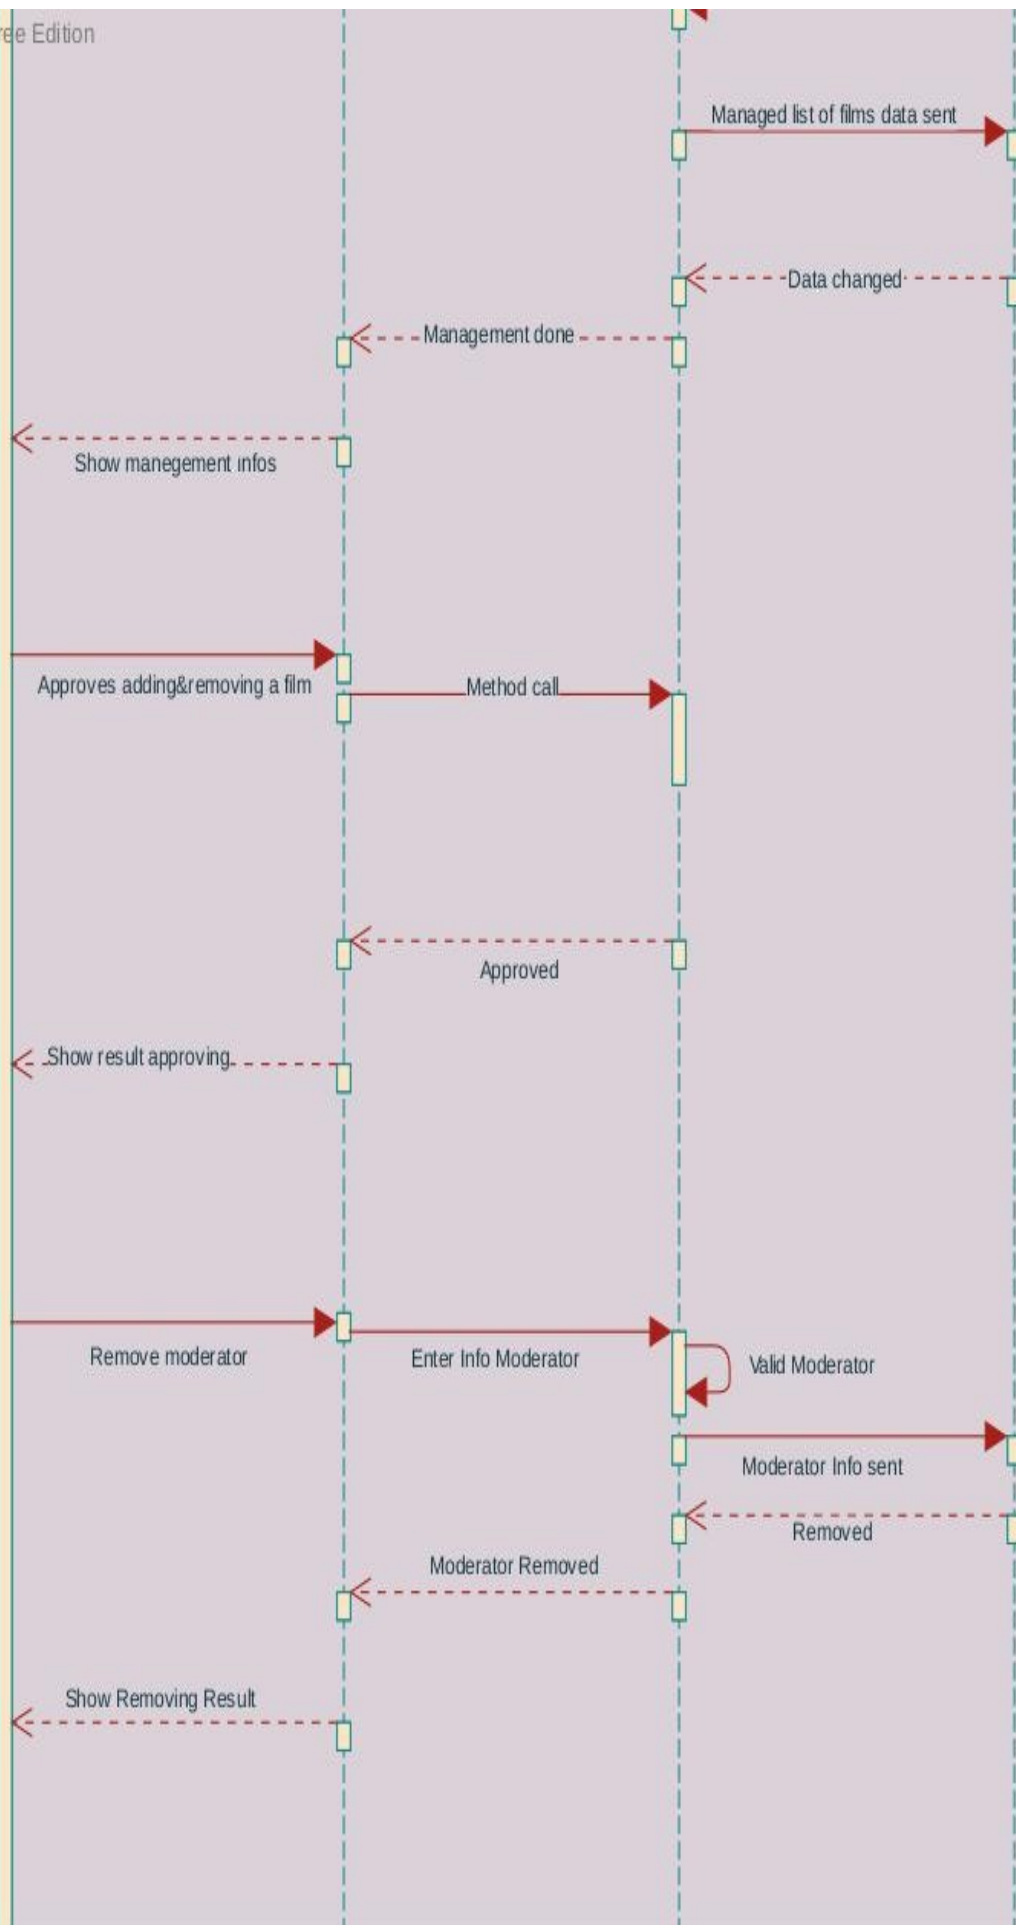 ree Edition
Managed list of films data sent
Data changed
Management done
Show manegement ınfos
Approves adding&removing a film
Method call
Approved
Show result approving
Remove moderator
Enter Info Moderator
Valid Moderator
Moderator Info sent
Removed
Moderator Removed
Show Removing Result